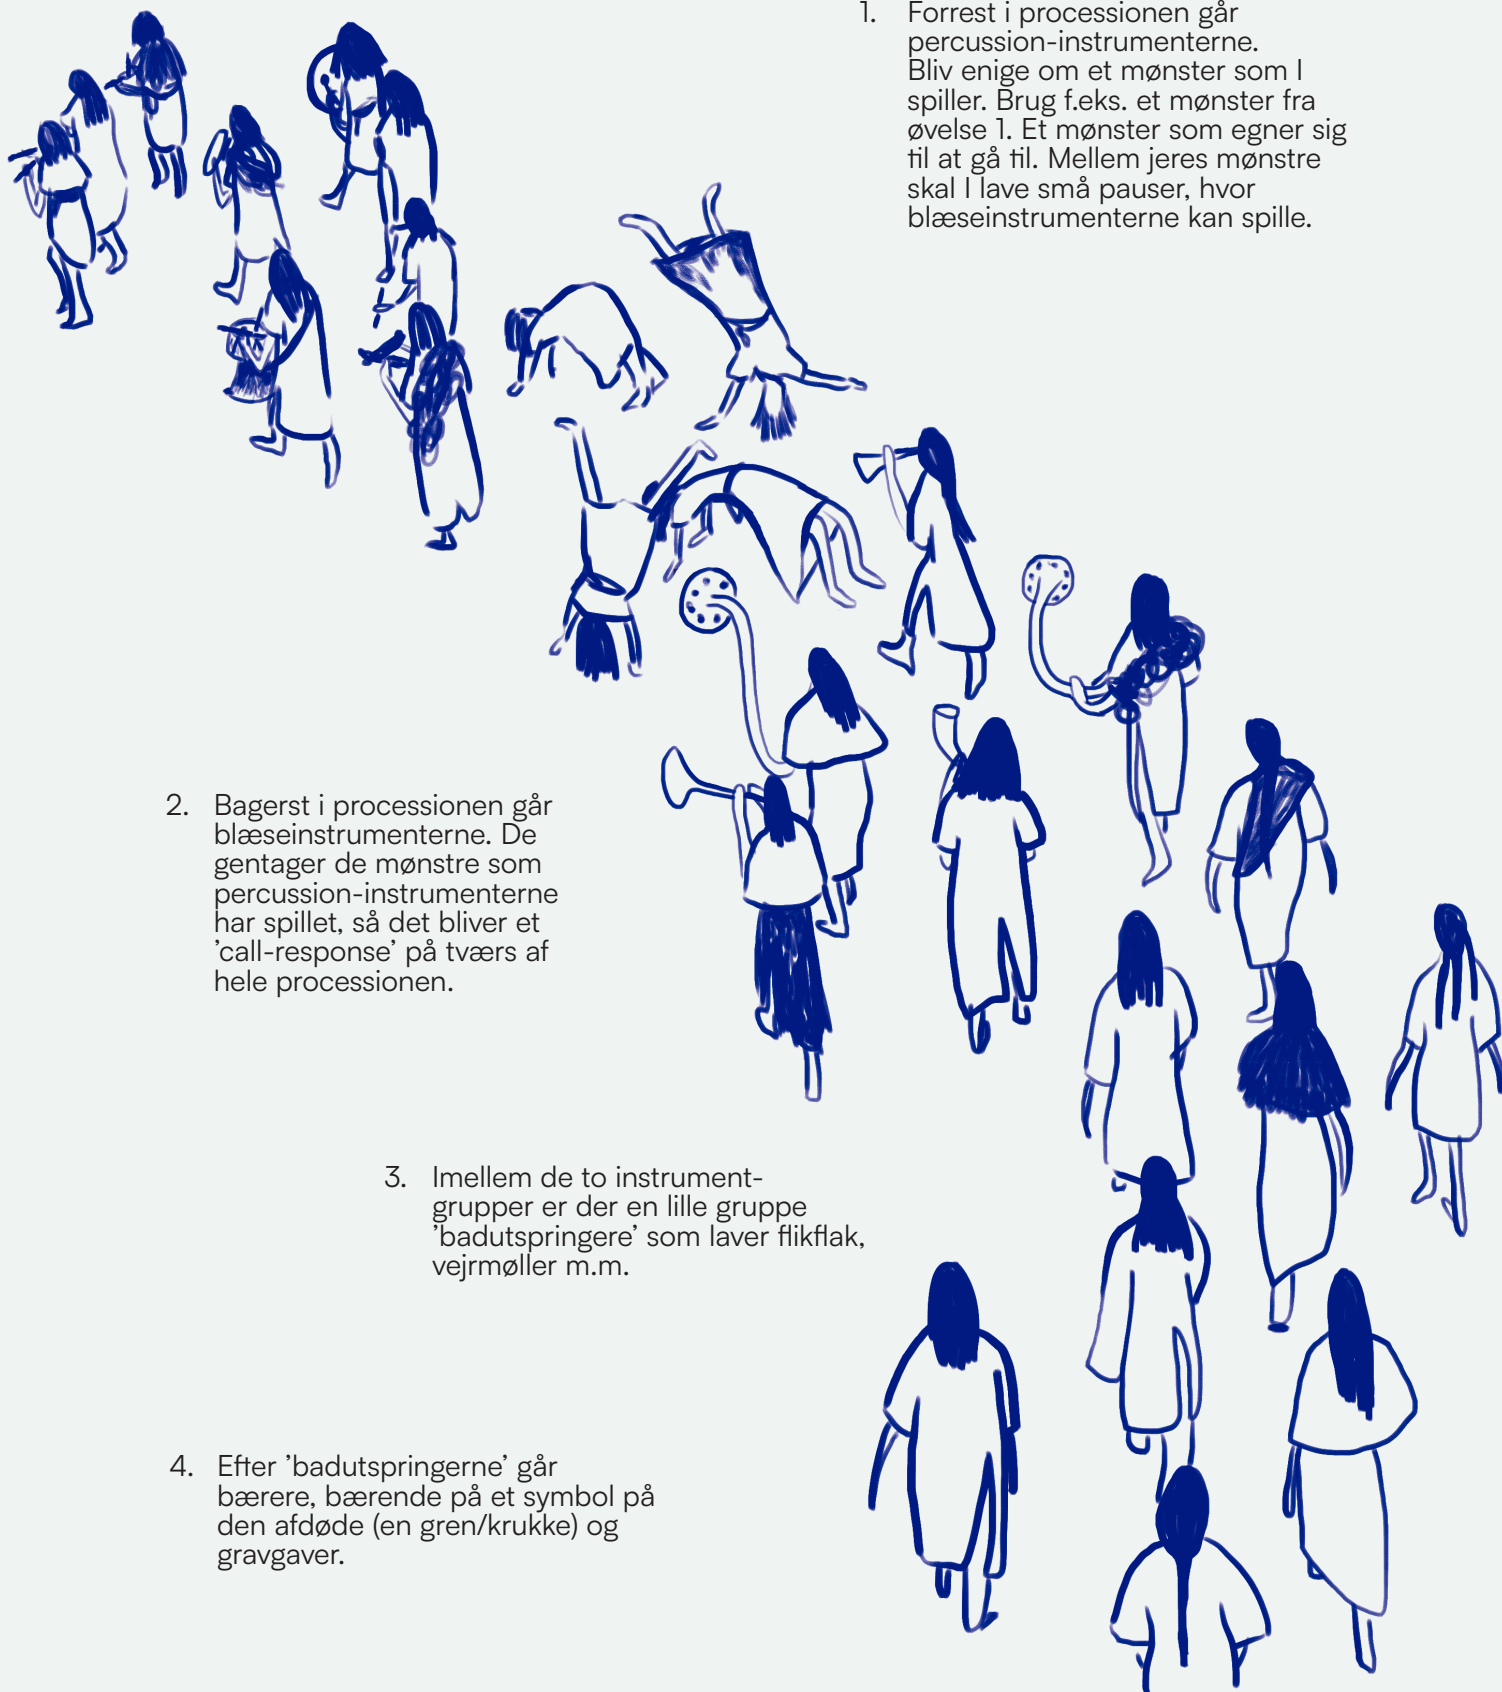 1. Forrest i processionen går
percussion-instrumenterne.
Bliv enige om et mønster som I
spiller. Brug f.eks. et mønster fra
øvelse 1. Et mønster som egner sig
til at gå til. Mellem jeres mønstre
skal I lave små pauser, hvor
blæseinstrumenterne kan spille.
2. Bagerst i processionen går
blæseinstrumenterne. De
gentager de mønstre som
percussion-instrumenterne
har spillet, så det bliver et
’call-response’ på tværs af
hele processionen.
3. Imellem de to instrument-
grupper er der en lille gruppe
’badutspringere’ som laver flikflak,
vejrmøller m.m.
4. Efter ’badutspringerne’ går
bærere, bærende på et symbol på
den afdøde (en gren/krukke) og
gravgaver.